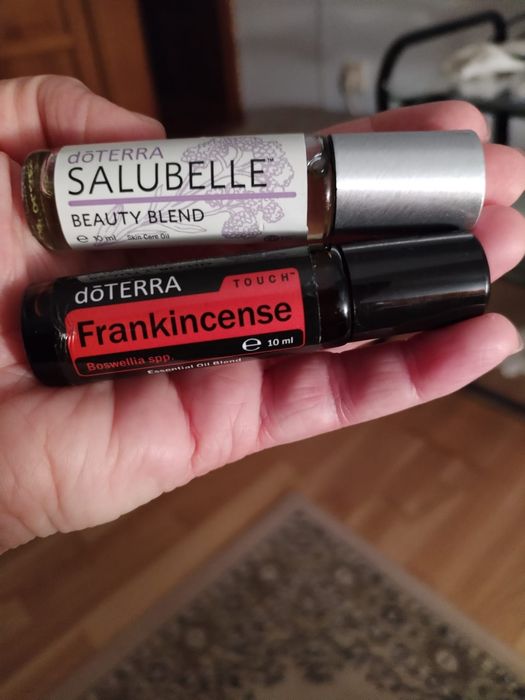 dōTERRA
SALUBELLE™
BEAUTY BLEND
℮ 10 ml Skin Care Oil
dōTERRA TOUCH™
Frankincense
Boswellia spp. ℮ 10 ml
Essential Oil Blend